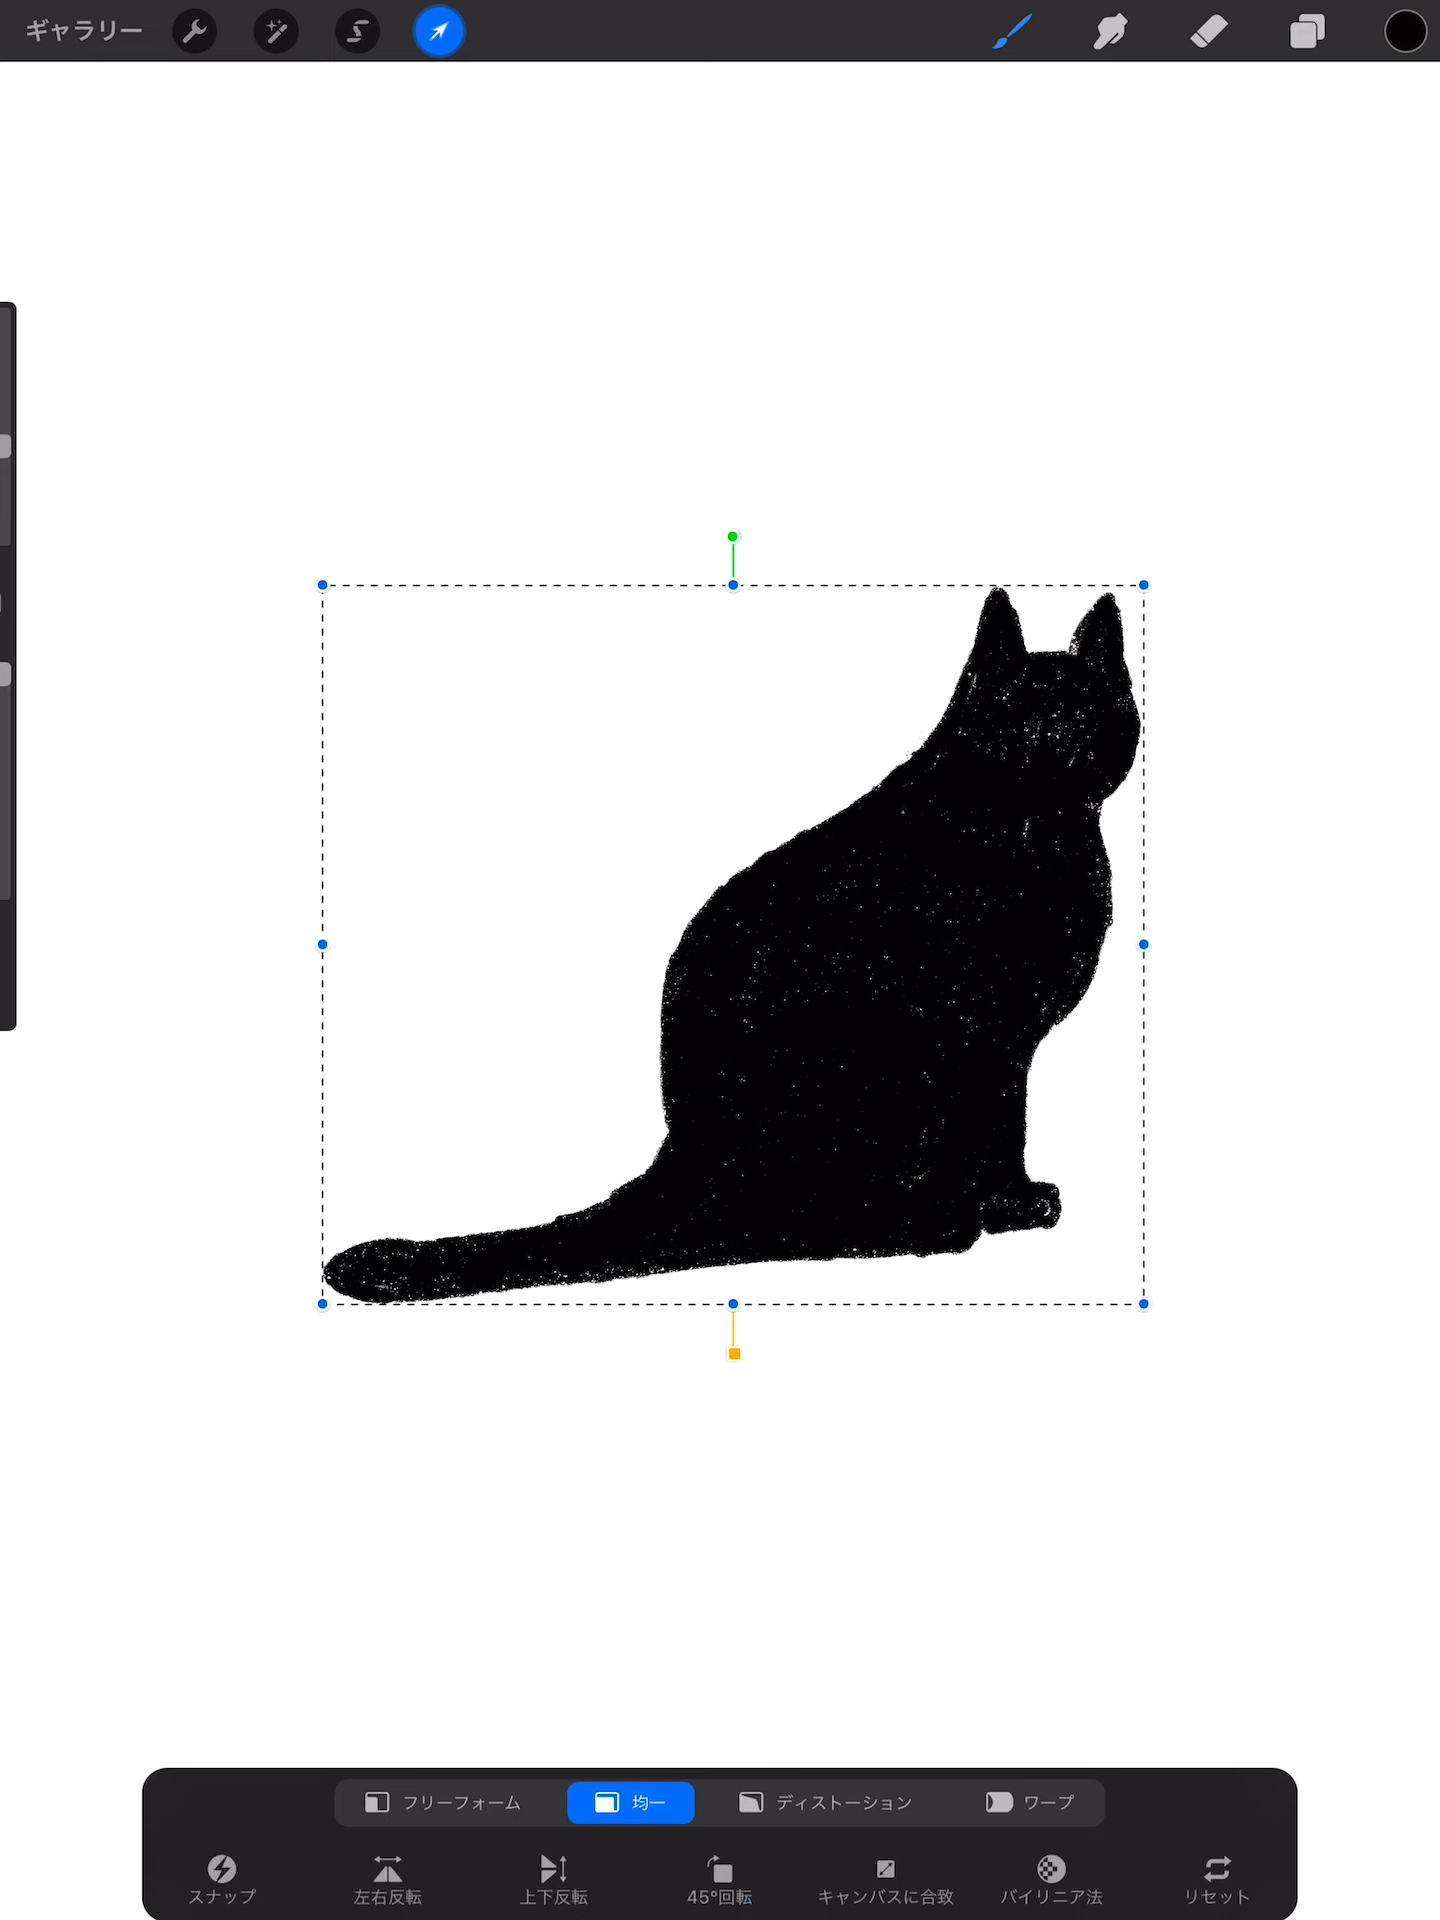 ギャラリー
フリーフォーム 均一 ディストーション ワープ
スナップ 左右反転 上下反転 45°回転 キャンバスに合致 バイリニア法 リセット